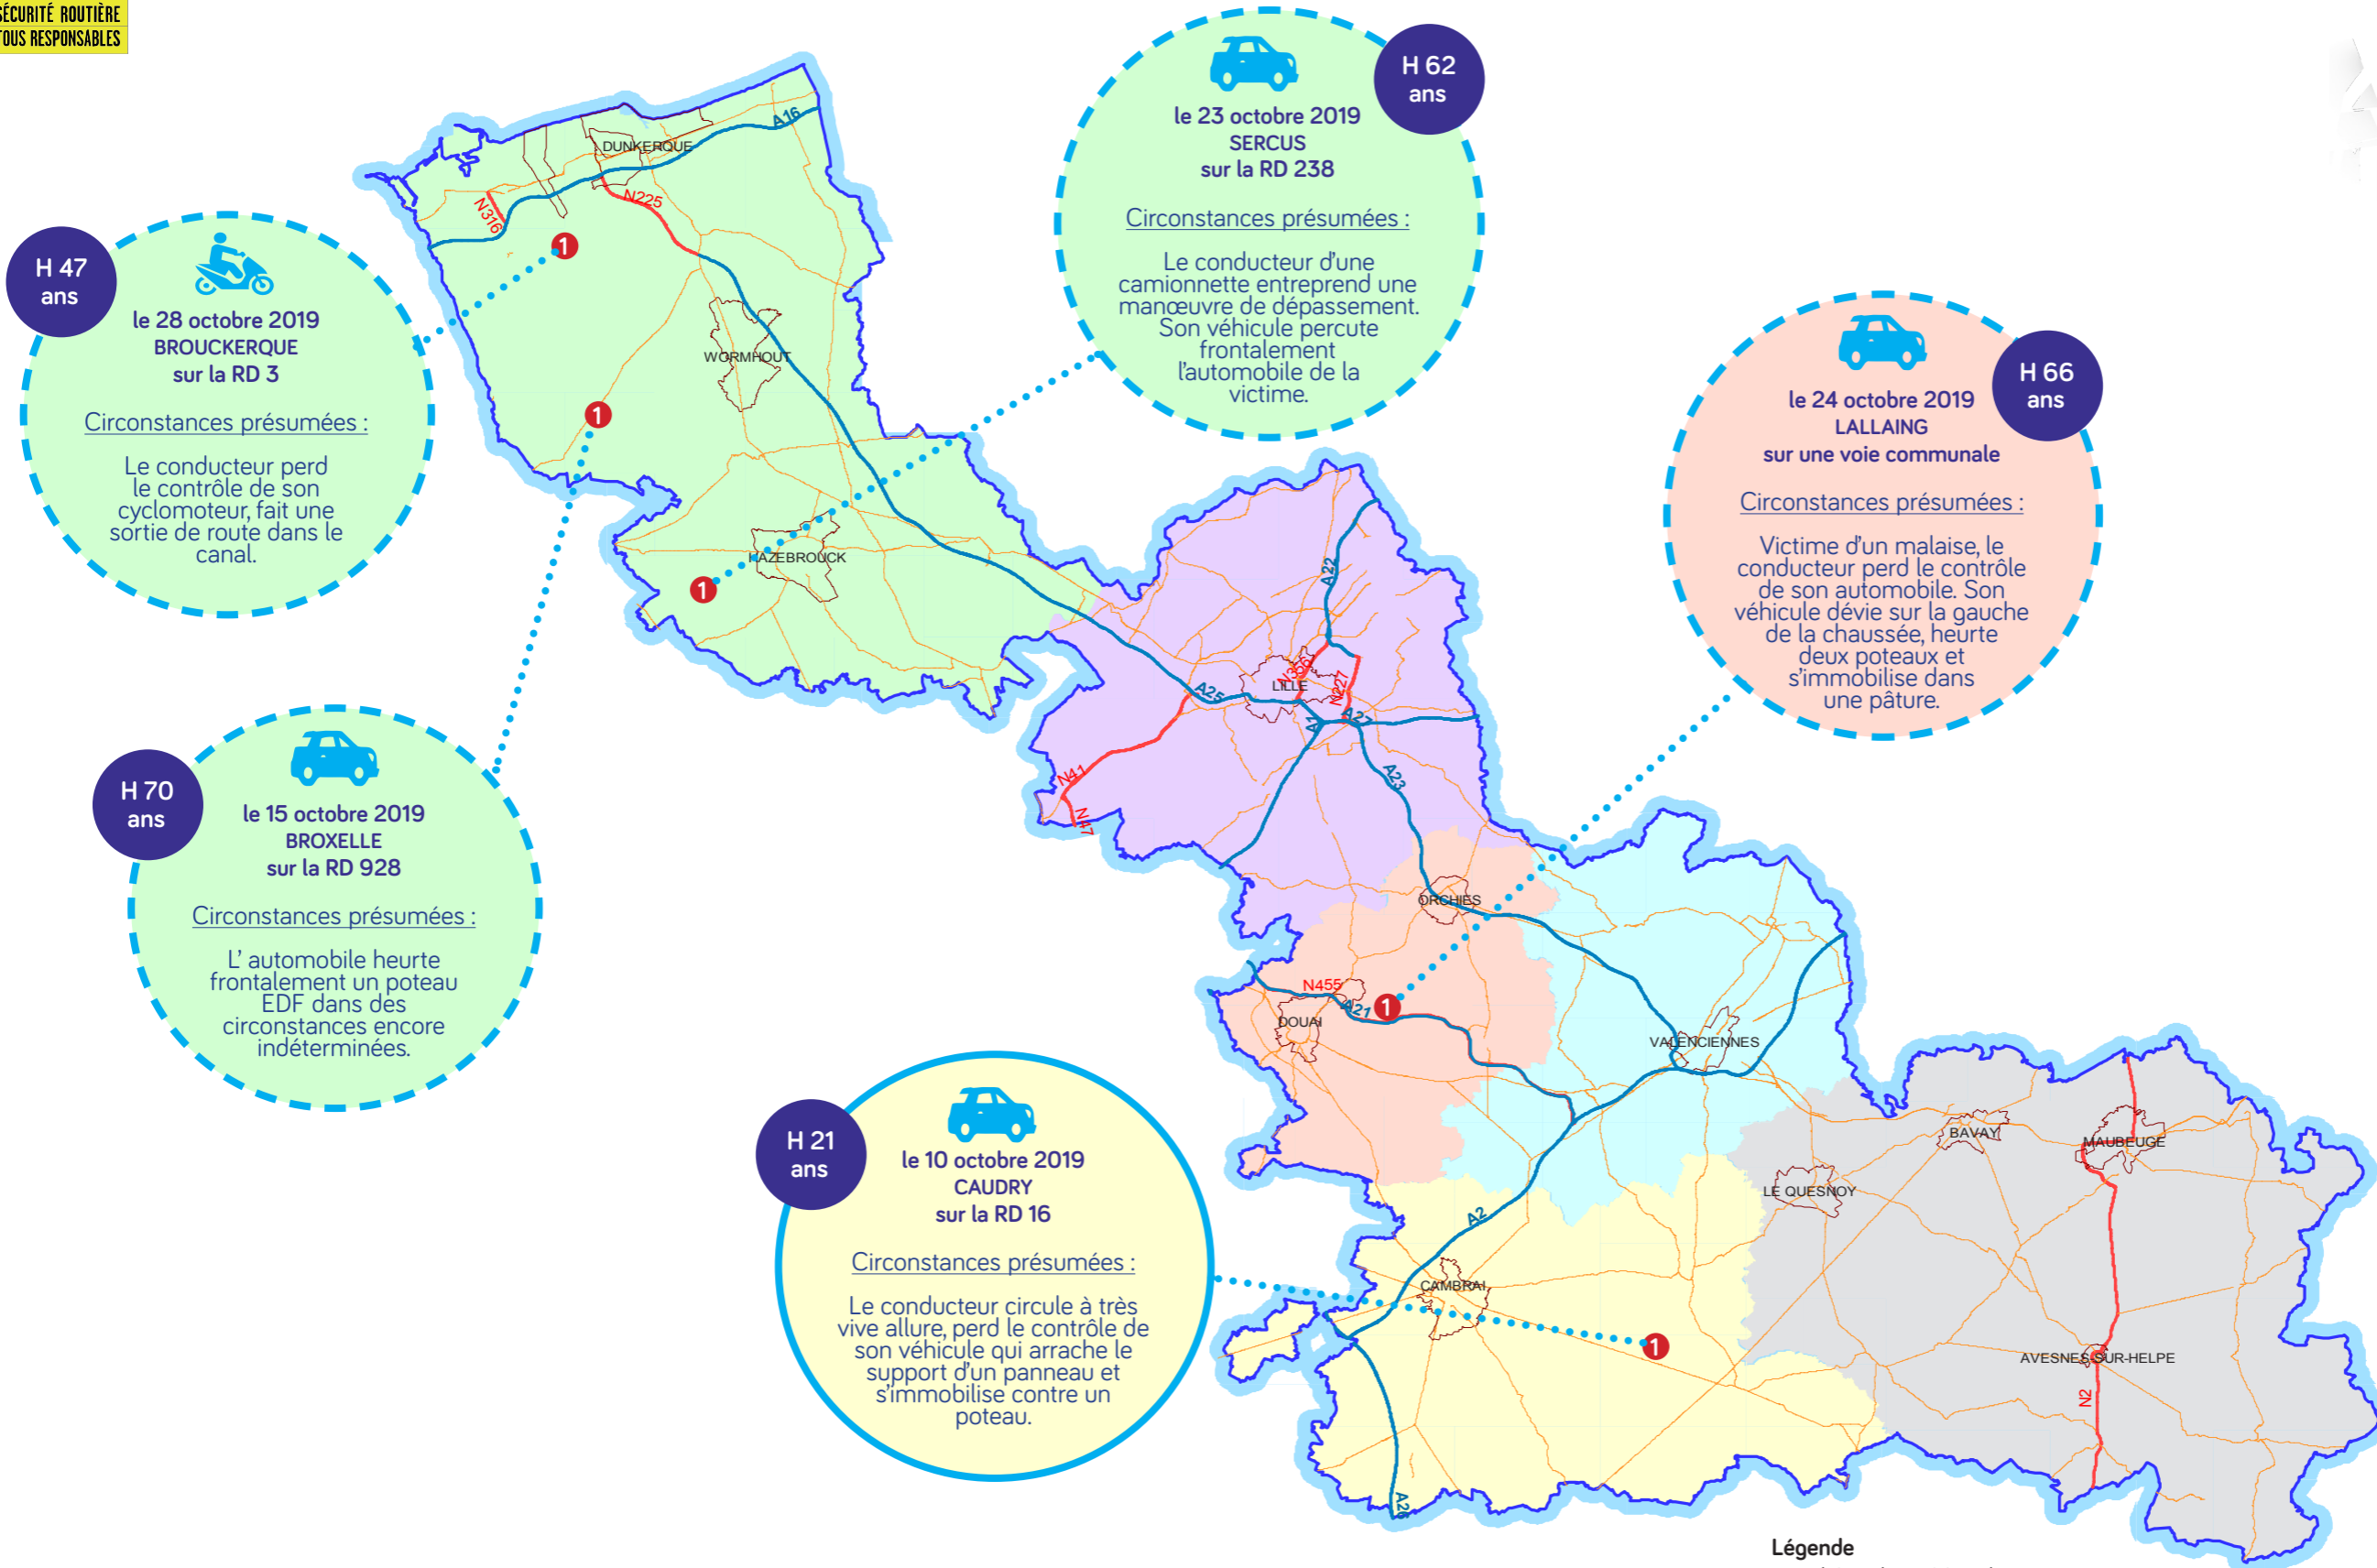 SÉCURITÉ ROUTIÈRE
TOUS RESPONSABLES
H 62
ans
le 23 octobre 2019
SERCUS
sur la RD 238
Circonstances présumées :
Le conducteur d'une
camionnette entreprend une
manœuvre de dépassement.
Son véhicule percute
frontalement
l'automobile de la
victime.
H 47
ans
le 28 octobre 2019
BROUCKERQUE
sur la RD 3
Circonstances présumées :
Le conducteur perd
le contrôle de son
cyclomoteur, fait une
sortie de route dans le
canal.
H 66
ans
le 24 octobre 2019
LALLAING
sur une voie communale
Circonstances présumées :
Victime d'un malaise, le
conducteur perd le contrôle
de son automobile. Son
véhicule dévie sur la gauche
de la chaussée, heurte
deux poteaux et
s'immobilise dans
une pâture.
H 70
ans
le 15 octobre 2019
BROXELLE
sur la RD 928
Circonstances présumées :
L' automobile heurte
frontalement un poteau
EDF dans des
circonstances encore
indéterminées.
H 21
ans
le 10 octobre 2019
CAUDRY
sur la RD 16
Circonstances présumées :
Le conducteur circule à très
vive allure, perd le contrôle de
son véhicule qui arrache le
support d'un panneau et
s'immobilise contre un
poteau.
A16
DUNKERQUE
N316
N225
1
WORMHOUT
1
HAZEBROUCK
1
A22
N356
LILLE
N227
A25
A1
A27
A23
N41
N47
ORCHIES
N455
A21
1
DOUAI
VALENCIENNES
BAVAY
MAUBEUGE
LE QUESNOY
A2
CAMBRAI
1
AVESNES-SUR-HELPE
N2
A26
Légende